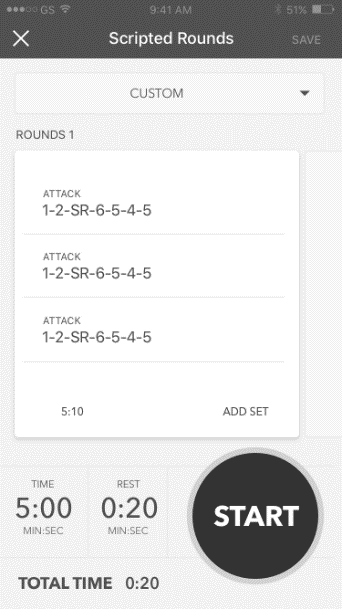 GS 9:41 AM 51%
Scripted Rounds SAVE
CUSTOM
ROUNDS 1
ATTACK
1-2-SR-6-5-4-5
ATTACK
1-2-SR-6-5-4-5
ATTACK
1-2-SR-6-5-4-5
5:10 ADD SET
TIME REST
5:00 0:20
MIN:SEC MIN:SEC
START
TOTAL TIME 0:20